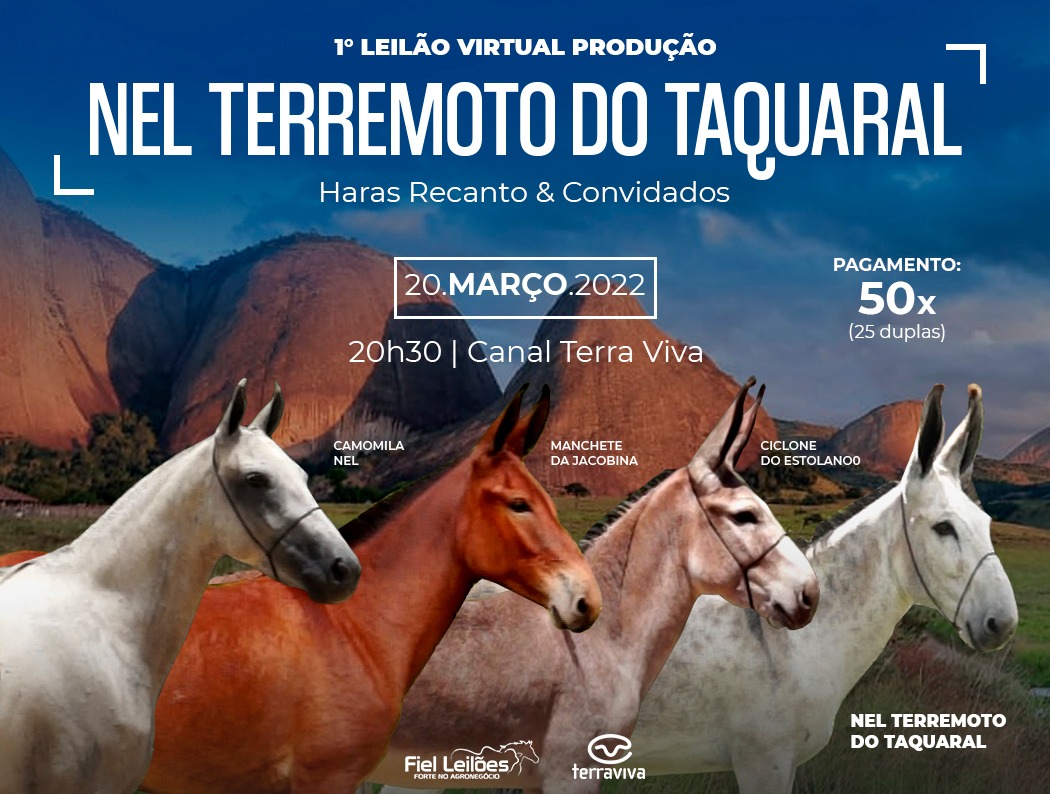 1º LEILÃO VIRTUAL PRODUÇÃO
NEL TERREMOTO DO TAQUARAL
Haras Recanto & Convidados
20.MARÇO.2022
20h30 | Canal Terra Viva
PAGAMENTO:
50x
(25 duplas)
CAMOMILA
NEL
MANCHETE
DA JACOBINA
CICLONE
DO ESTOLANO0
NEL TERREMOTO
DO TAQUARAL
Fiel Leilões
FORTE NO AGRONEGÓCIO
terraviva